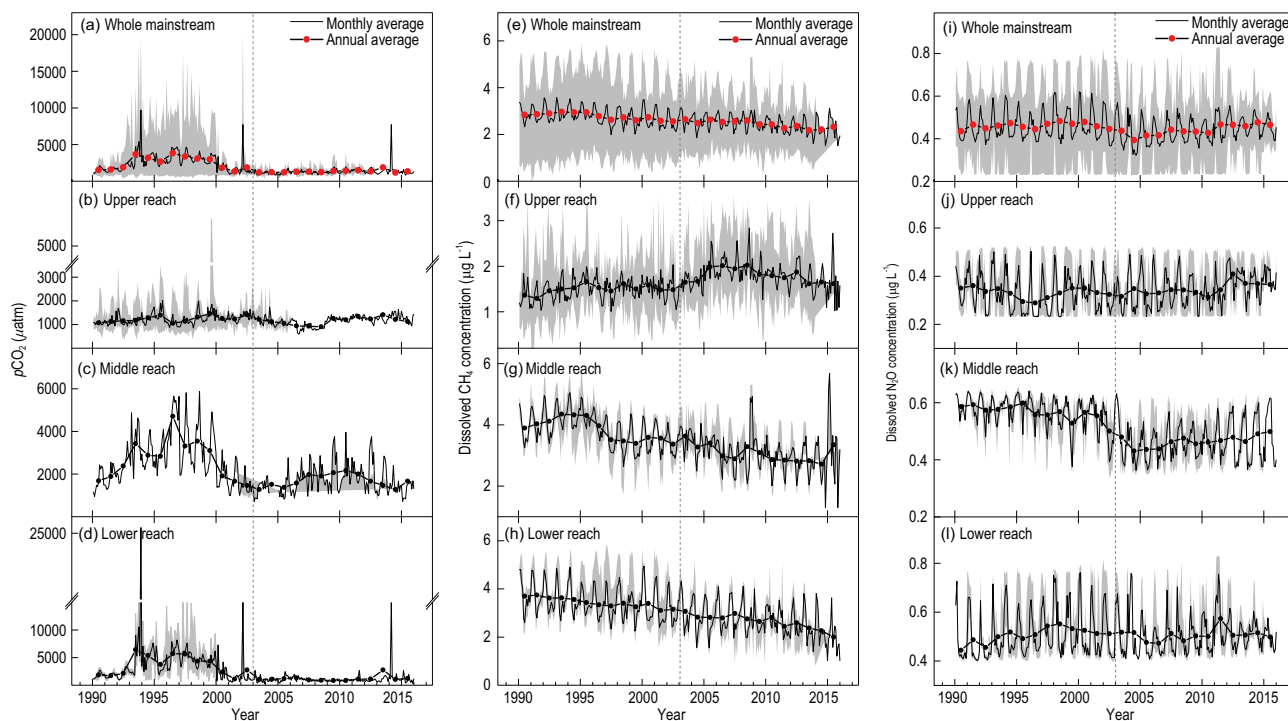 (a) Whole mainstream
Monthly average
Annual average
20000
15000
10000
5000
0
(b) Upper reach
5000
3000
2000
1000
0
(c) Middle reach
6000
4000
2000
0
(d) Lower reach
25000
10000
5000
1990 1995 2000 2005 2010 2015
Year
pCO2 (μatm)
(e) Whole mainstream
Monthly average
Annual average
6
4
2
0
(f) Upper reach
3
2
1
0
(g) Middle reach
6
4
2
(h) Lower reach
6
4
2
0
1990 1995 2000 2005 2010 2015
Year
Dissolved CH4 concentration (μg L-1)
(i) Whole mainstream
Monthly average
Annual average
0.8
0.6
0.4
0.2
(j) Upper reach
0.6
0.4
0.2
(k) Middle reach
0.6
0.4
0.2
(l) Lower reach
0.8
0.6
0.4
1990 1995 2000 2005 2010 2015
Year
Dissolved N2O concentration (μg L-1)